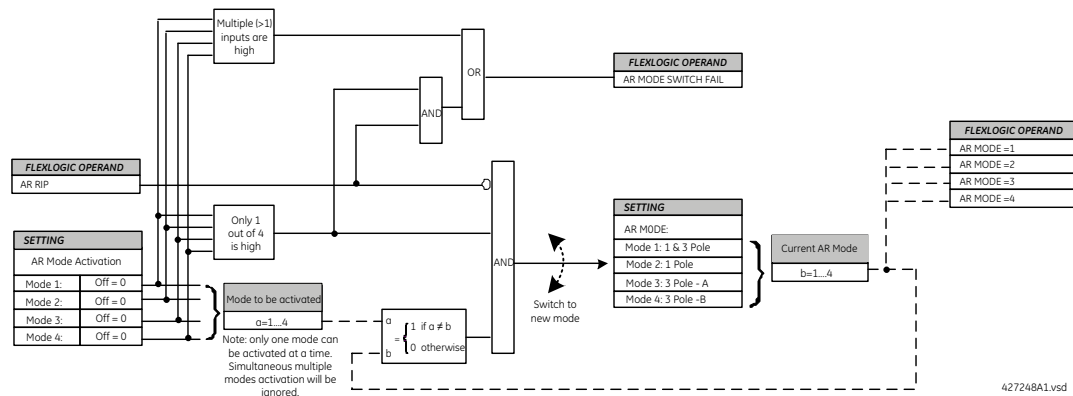 Multiple (>1)
inputs are
high
OR
AND
FLEXLOGIC OPERAND
AR MODE SWITCH FAIL
FLEXLOGIC OPERAND
AR MODE =1
AR MODE =2
AR MODE =3
AR MODE =4
FLEXLOGIC OPERAND
AR RIP
Only 1
out of 4
is high
AND
SETTING
AR Mode Activation
Mode 1: Off = 0
Mode 2: Off = 0
Mode 3: Off = 0
Mode 4: Off = 0
Mode to be activated
a=1....4
Note: only one mode can
be activated at a time.
Simultaneous multiple
modes activation will be
ignored.
a
b
= { 1 if a ≠ b
0 otherwise
Switch to
new mode
SETTING
AR MODE:
Mode 1: 1 & 3 Pole
Mode 2: 1 Pole
Mode 3: 3 Pole - A
Mode 4: 3 Pole -B
Current AR Mode
b=1....4
427248A1.vsd